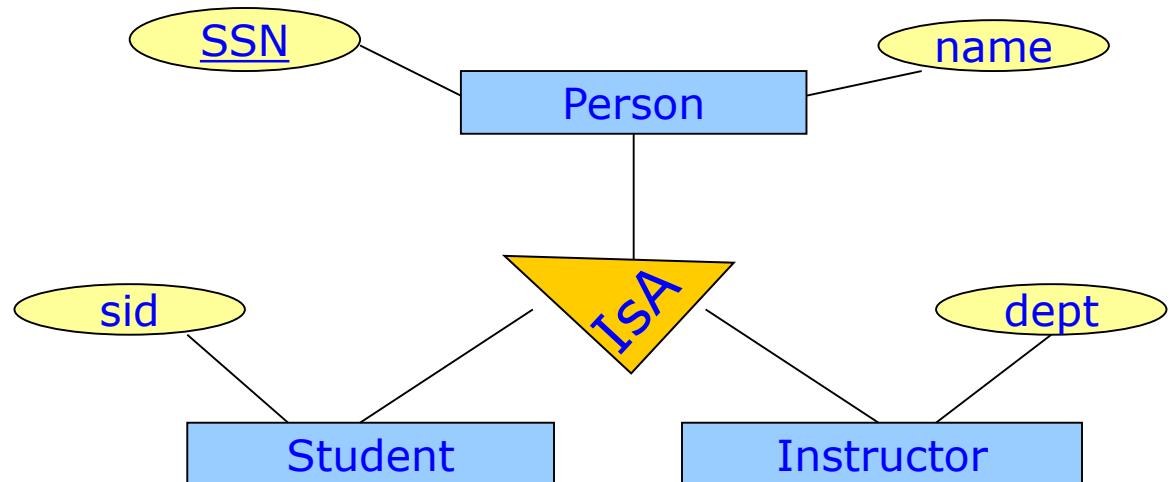 SSN
name
Person
IsA
sid
dept
Student
Instructor